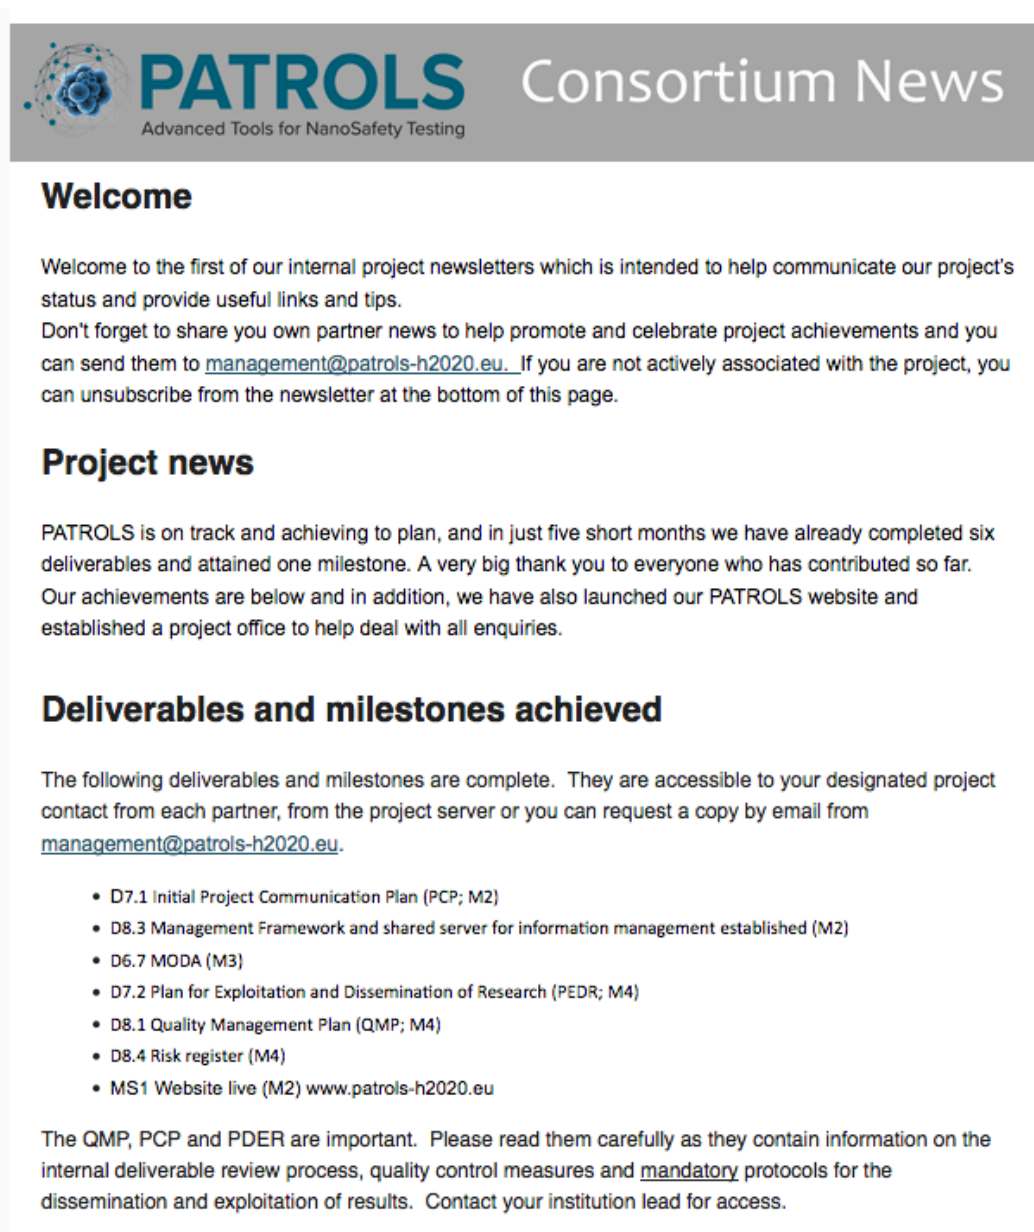 PATROLS
Advanced Tools for NanoSafety Testing
Consortium News
Welcome
Welcome to the first of our internal project newsletters which is intended to help communicate our project's
status and provide useful links and tips.
Don't forget to share you own partner news to help promote and celebrate project achievements and you
can send them to management@patrols-h2020.eu. If you are not actively associated with the project, you
can unsubscribe from the newsletter at the bottom of this page.
Project news
PATROLS is on track and achieving to plan, and in just five short months we have already completed six
deliverables and attained one milestone. A very big thank you to everyone who has contributed so far.
Our achievements are below and in addition, we have also launched our PATROLS website and
established a project office to help deal with all enquiries.
Deliverables and milestones achieved
The following deliverables and milestones are complete.  They are accessible to your designated project
contact from each partner, from the project server or you can request a copy by email from
management@patrols-h2020.eu.
• D7.1 Initial Project Communication Plan (PCP; M2)
• D8.3 Management Framework and shared server for information management established (M2)
• D6.7 MODA (M3)
• D7.2 Plan for Exploitation and Dissemination of Research (PEDR; M4)
• D8.1 Quality Management Plan (QMP; M4)
• D8.4 Risk register (M4)
• MS1 Website live (M2) www.patrols-h2020.eu
The QMP, PCP and PDER are important.  Please read them carefully as they contain information on the
internal deliverable review process, quality control measures and mandatory protocols for the
dissemination and exploitation of results.  Contact your institution lead for access.